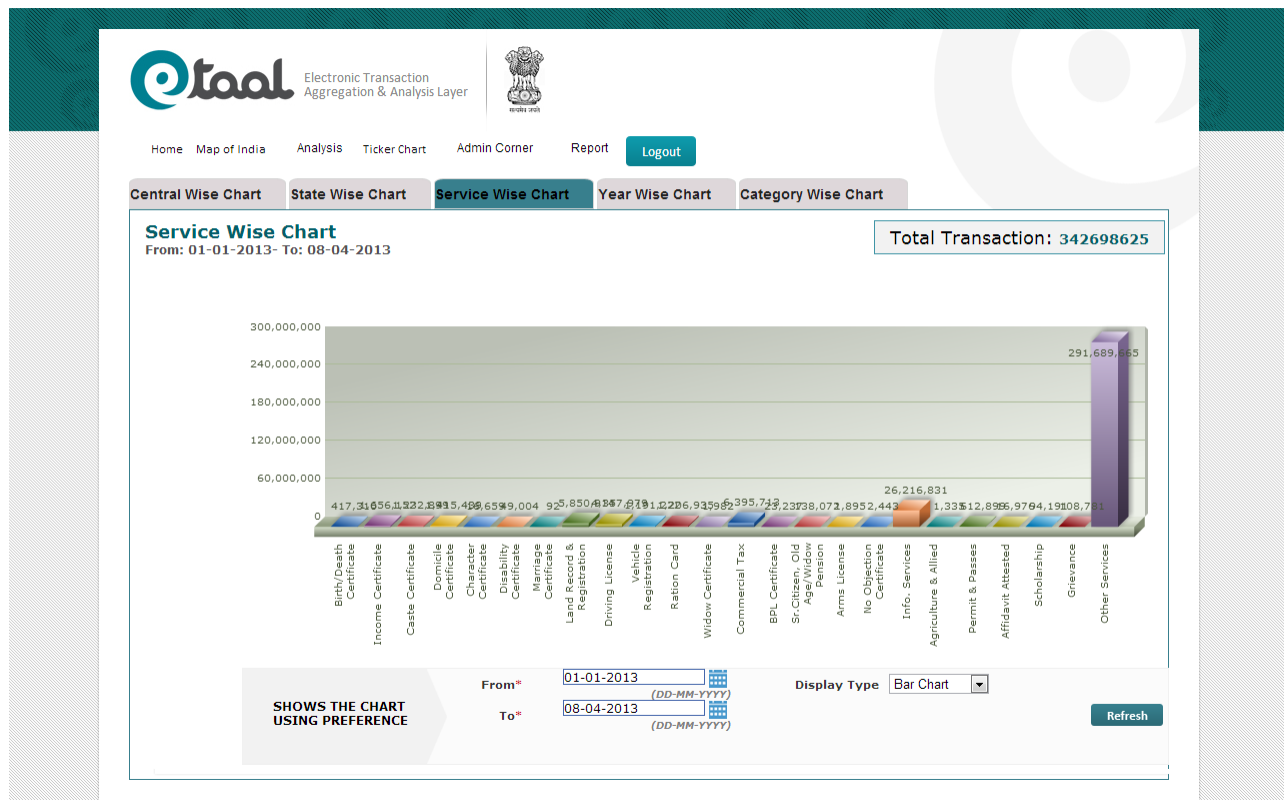 etaal
Electronic Transaction
Aggregation & Analysis Layer
सत्यमेव जयते
Home Map of India Analysis Ticker Chart Admin Corner Report Logout
Central Wise Chart State Wise Chart Service Wise Chart Year Wise Chart Category Wise Chart
Service Wise Chart
From: 01-01-2013- To: 08-04-2013
Total Transaction: 342698625
300,000,000
240,000,000
180,000,000
120,000,000
60,000,000
0
6,395,713
26,216,831
291,689,665
Birth/Death
Certificate
Income Certificate
Caste Certificate
Domicile
Certificate
Character
Certificate
Disability
Certificate
Marriage
Certificate
Land Record &
Registration
Driving License
Vehicle
Registration
Ration Card
Widow Certificate
Commercial Tax
BPL Certificate
Sr.Citizen, Old
Age/Widow
Pension
Arms License
No Objection
Certificate
Info. Services
Agriculture & Allied
Permit & Passes
Affidavit Attested
Scholarship
Grievance
Other Services
SHOWS THE CHART
USING PREFERENCE
From* 01-01-2013
(DD-MM-YYYY)
To* 08-04-2013
(DD-MM-YYYY)
Display Type Bar Chart
Refresh